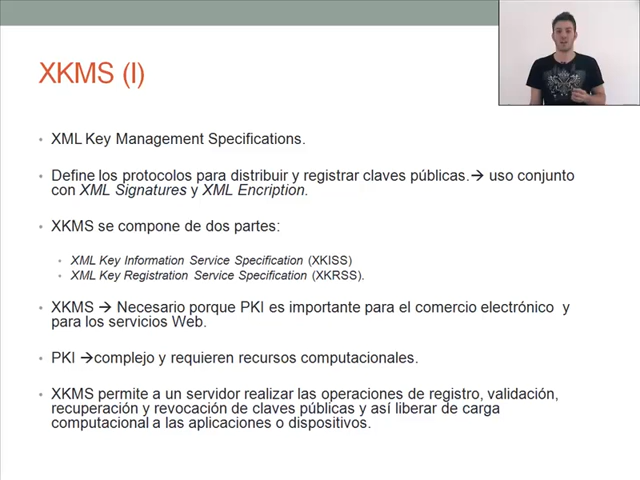 XKMS (I)
XML Key Management Specifications.
Define los protocolos para distribuir y registrar claves públicas.→ uso conjunto
con XML Signatures y XML Encription.
XKMS se compone de dos partes:
XML Key Information Service Specification (XKISS)
XML Key Registration Service Specification (XKRSS).
XKMS → Necesario porque PKI es importante para el comercio electrónico y
para los servicios Web.
PKI →complejo y requieren recursos computacionales.
XKMS permite a un servidor realizar las operaciones de registro, validación,
recuperación y revocación de claves públicas y así liberar de carga
computacional a las aplicaciones o dispositivos.